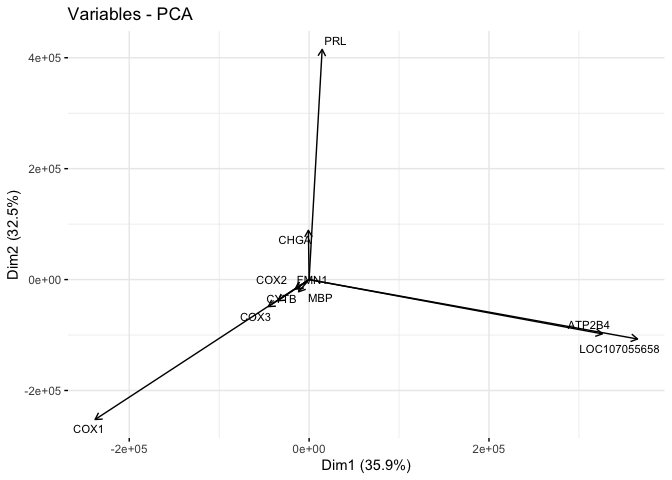 Variables - PCA
PRL
4e+05
2e+05
CHGA
0e+00
COX2
FMN1
CYTB
MBP
COX3
ATP2B4
LOC107055658
-2e+05
COX1
-2e+05
0e+00
2e+05
Dim1 (35.9%)
Dim2 (32.5%)